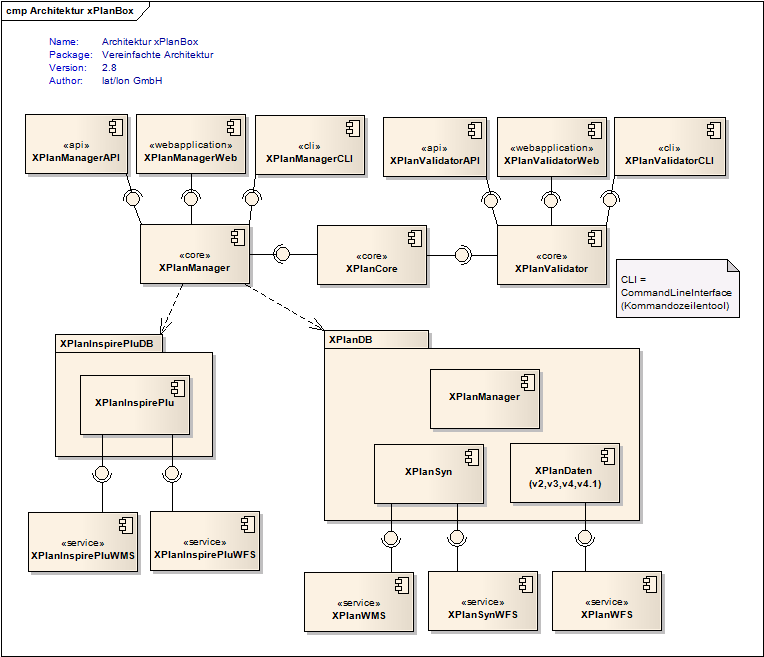 cmp Architektur xPlanBox
Name: Architektur xPlanBox
Package: Vereinfachte Architektur
Version: 2.8
Author: lat/lon GmbH
«api»
XPlanManagerAPI
«webapplication»
XPlanManagerWeb
«cli»
XPlanManagerCLI
«api»
XPlanValidatorAPI
«webapplication»
XPlanValidatorWeb
«cli»
XPlanValidatorCLI
«core»
XPlanManager
«core»
XPlanCore
«core»
XPlanValidator
CLI =
CommandLineInterface
(Kommandozeilentool)
XPlanInspirePluDB
XPlanInspirePlu
XPlanDB
XPlanManager
XPlanSyn
XPlanDaten
(v2,v3,v4,v4.1)
«service»
XPlanInspirePluWMS
«service»
XPlanInspirePluWFS
«service»
XPlanWMS
«service»
XPlanSynWFS
«service»
XPlanWFS